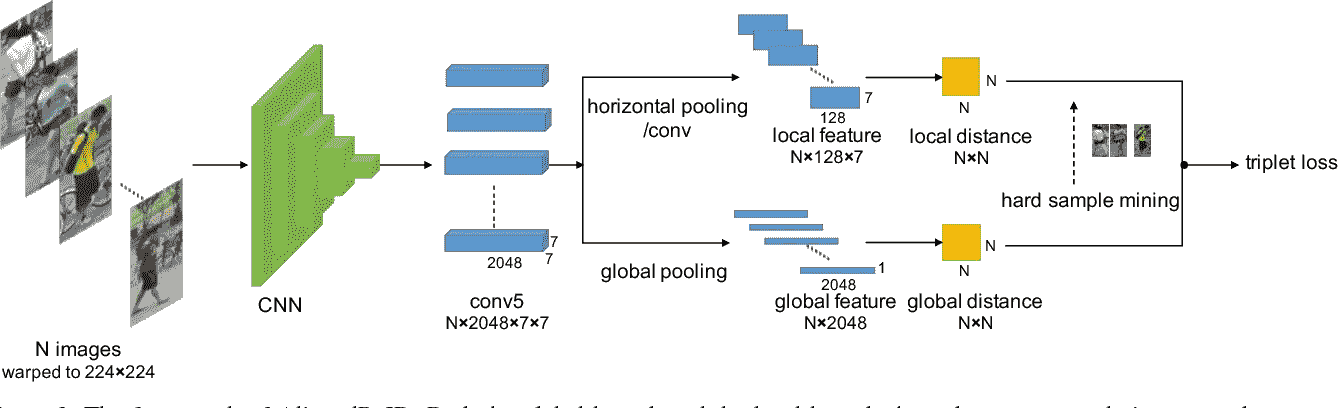 N images
warped to 224×224
CNN
7
7
2048
conv5
N×2048×7×7
horizontal pooling
/conv
global pooling
7
128
local feature
N×128×7
1
2048
global feature
N×2048
N
N
local distance
N×N
N
N
global distance
N×N
hard sample mining
triplet loss